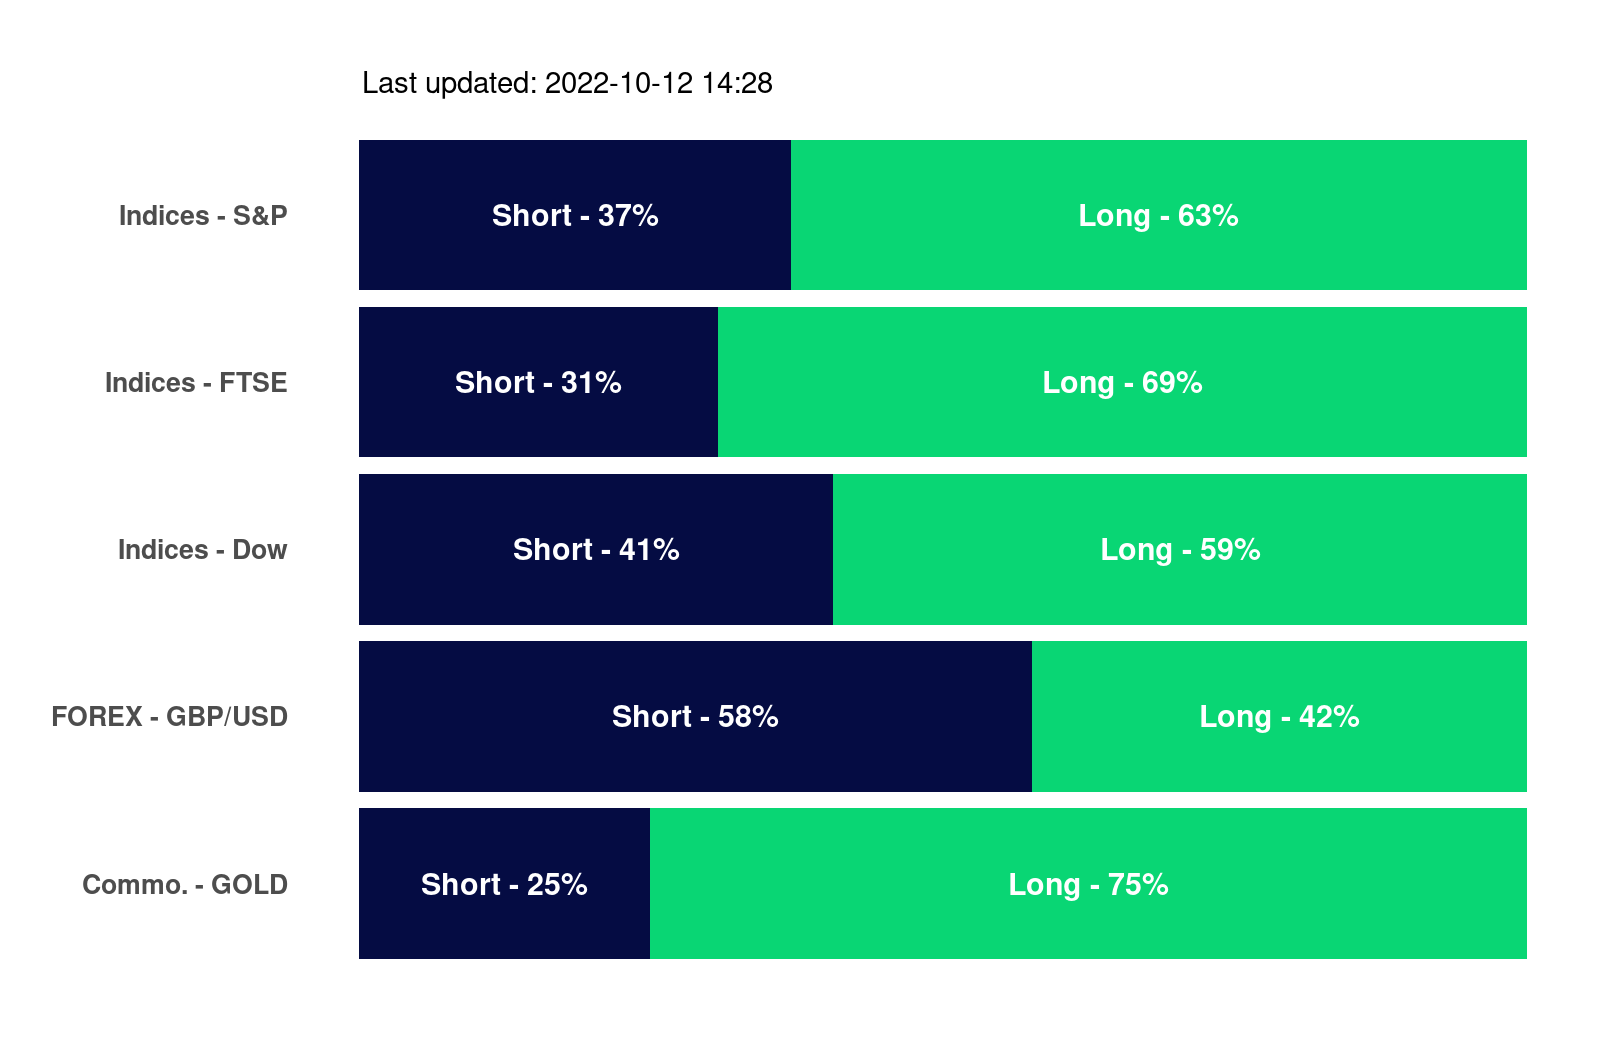 Last updated: 2022-10-12 14:28
Indices - S&P Short - 37% Long - 63%
Indices - FTSE Short - 31% Long - 69%
Indices - Dow Short - 41% Long - 59%
FOREX - GBP/USD Short - 58% Long - 42%
Commo. - GOLD Short - 25% Long - 75%